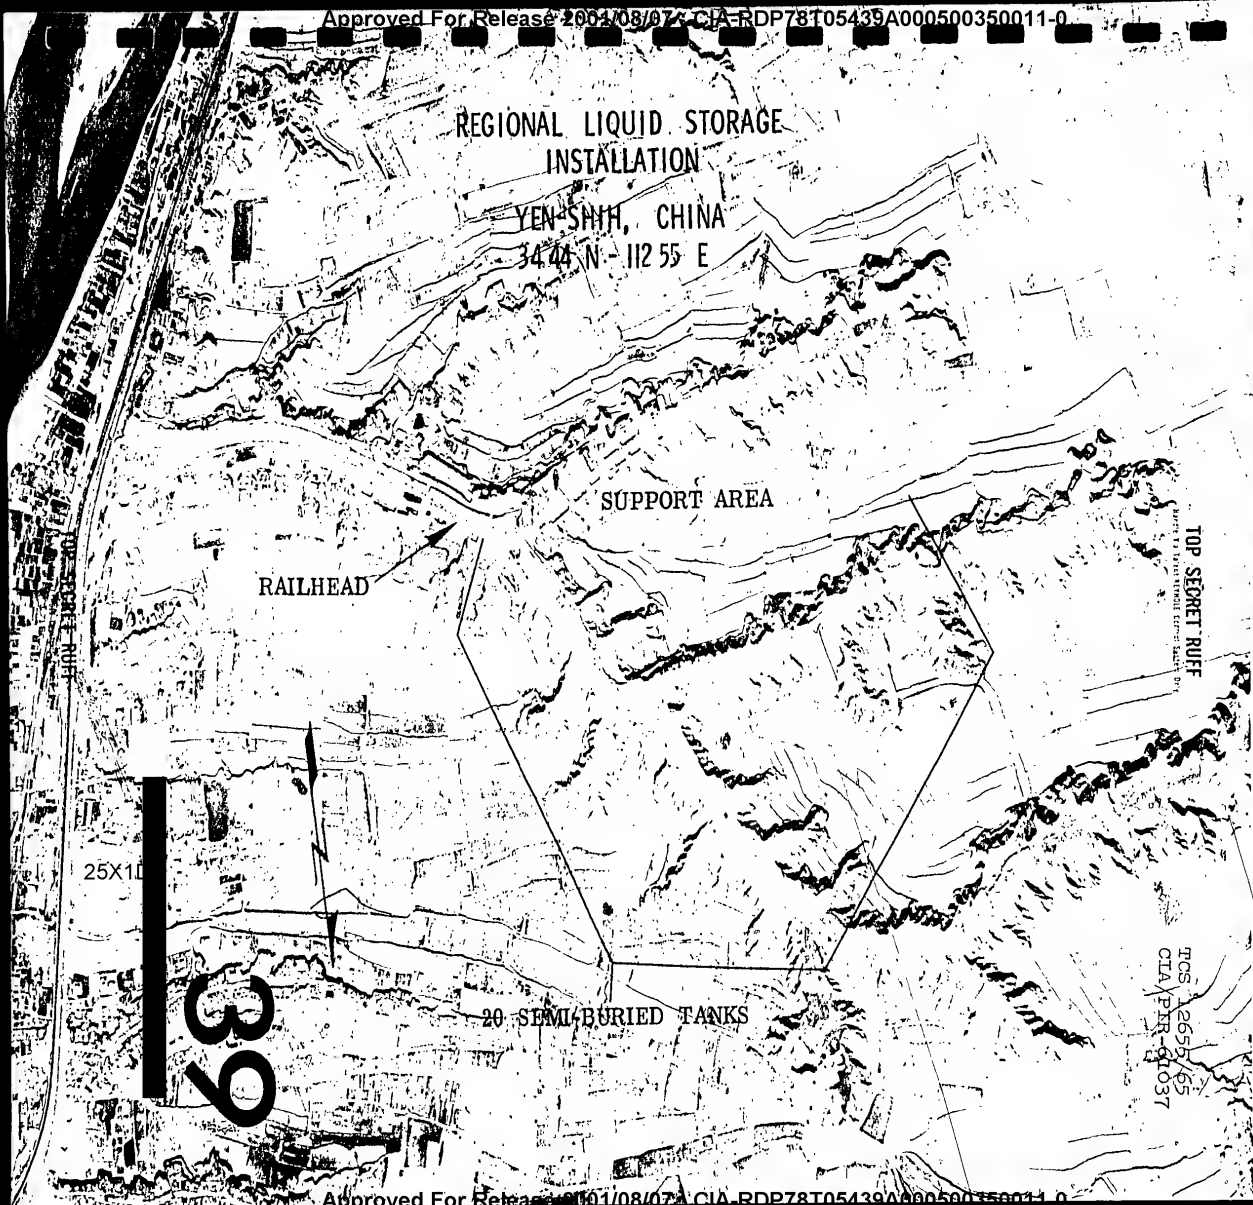 Approved For Release 2001/08/07 : CIA-RDP78T05439A000500350011-0
REGIONAL LIQUID STORAGE
INSTALLATION
YEN-SHIH, CHINA
34 44 N - 112 55 E
SUPPORT AREA
RAILHEAD
TOP SECRET RUFF
TOP SECRET RUFF
25X1D
20 SEMI-BURIED TANKS
39
TCS 12655/65
CIA/PIR-61037
Approved For Release 2001/08/07 : CIA-RDP78T05439A000500350011-0